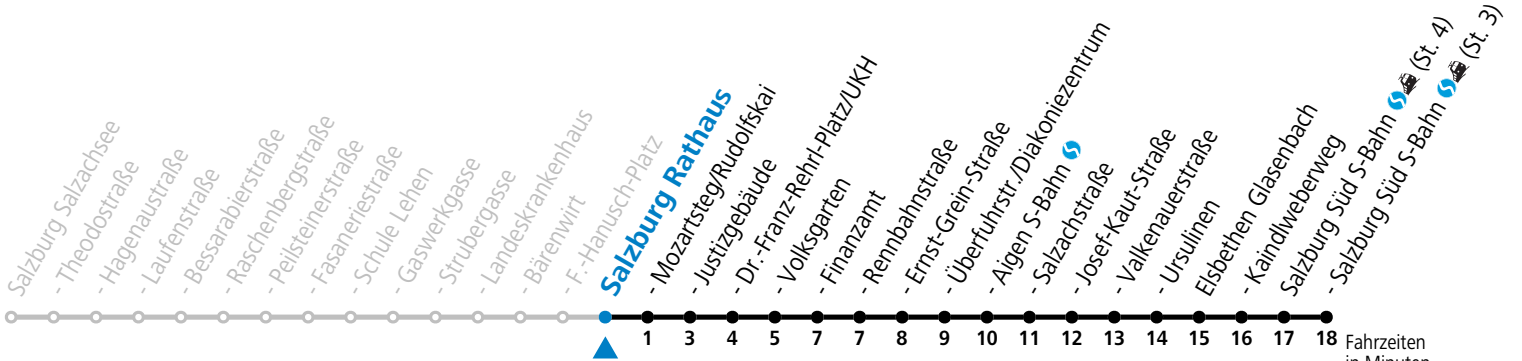 Salzburg Salzachsee
- Theodostraße
- Hagenaustraße
- Laufenstraße
- Bessarabierstraße
- Raschenbergstraße
- Peilsteinerstraße
- Fasaneriestraße
- Schule Lehen
- Gaswerkgasse
- Strubergasse
- Landeskrankenhaus
- Bärenwirt
- F.-Hanusch-Platz
Salzburg Rathaus
- Mozartsteg/Rudolfskai
- Justizgebäude
- Dr.-Franz-Rehrl-Platz/UKH
- Volksgarten
- Finanzamt
- Rennbahnstraße
- Ernst-Grein-Straße
- Überfuhrstr./Diakoniezentrum
- Aigen S-Bahn
- Salzachstraße
- Josef-Kaut-Straße
- Valkenauerstraße
- Ursulinen
Elsbethen Glasenbach
- Kaindlweberweg
Salzburg Süd S-Bahn (St. 4)
- Salzburg Süd S-Bahn (St. 3)
1 3 4 5 7 7 8 9 10 11 12 13 14 15 16 17 18 Fahrzeiten
in Minuten